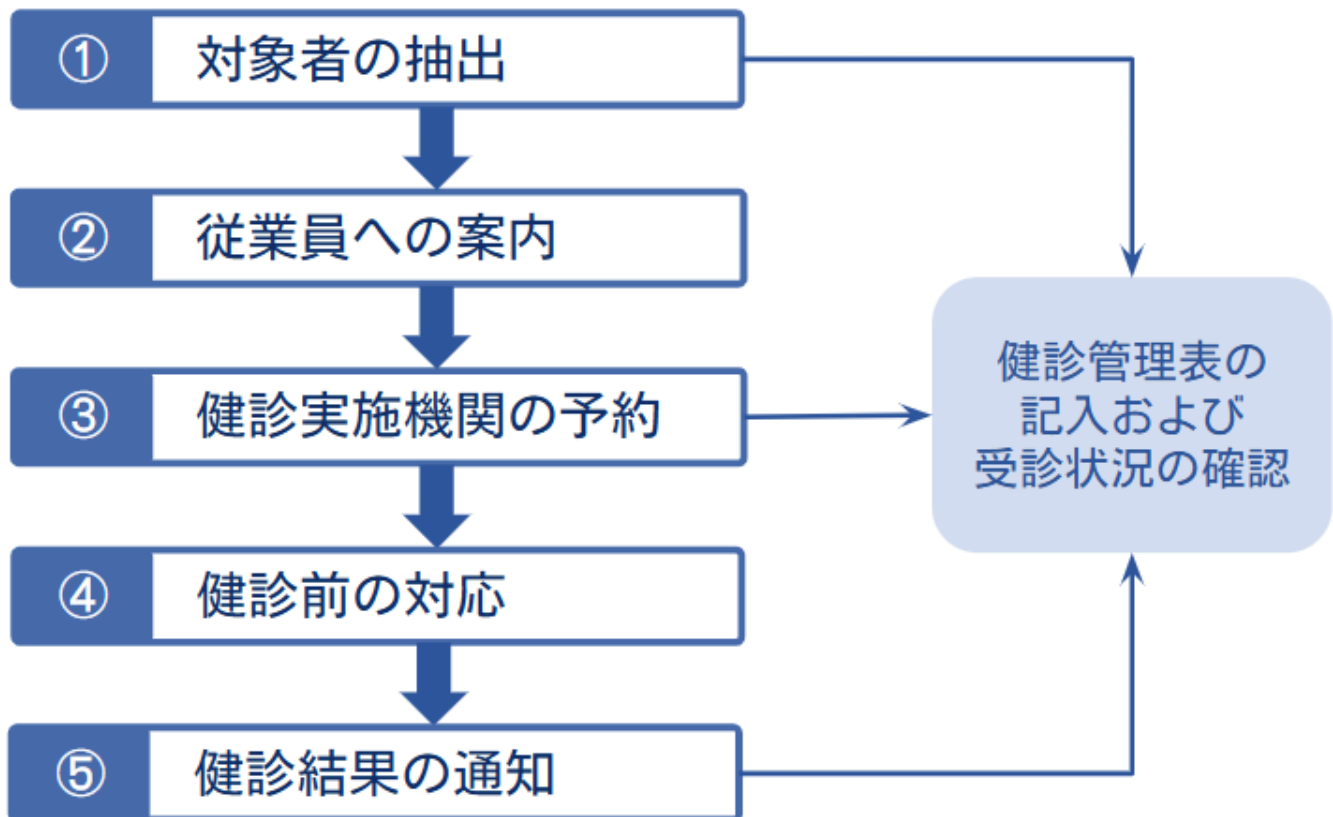 ① 対象者の抽出
② 従業員への案内
③ 健診実施機関の予約
④ 健診前の対応
⑤ 健診結果の通知
健診管理表の
記入および
受診状況の確認